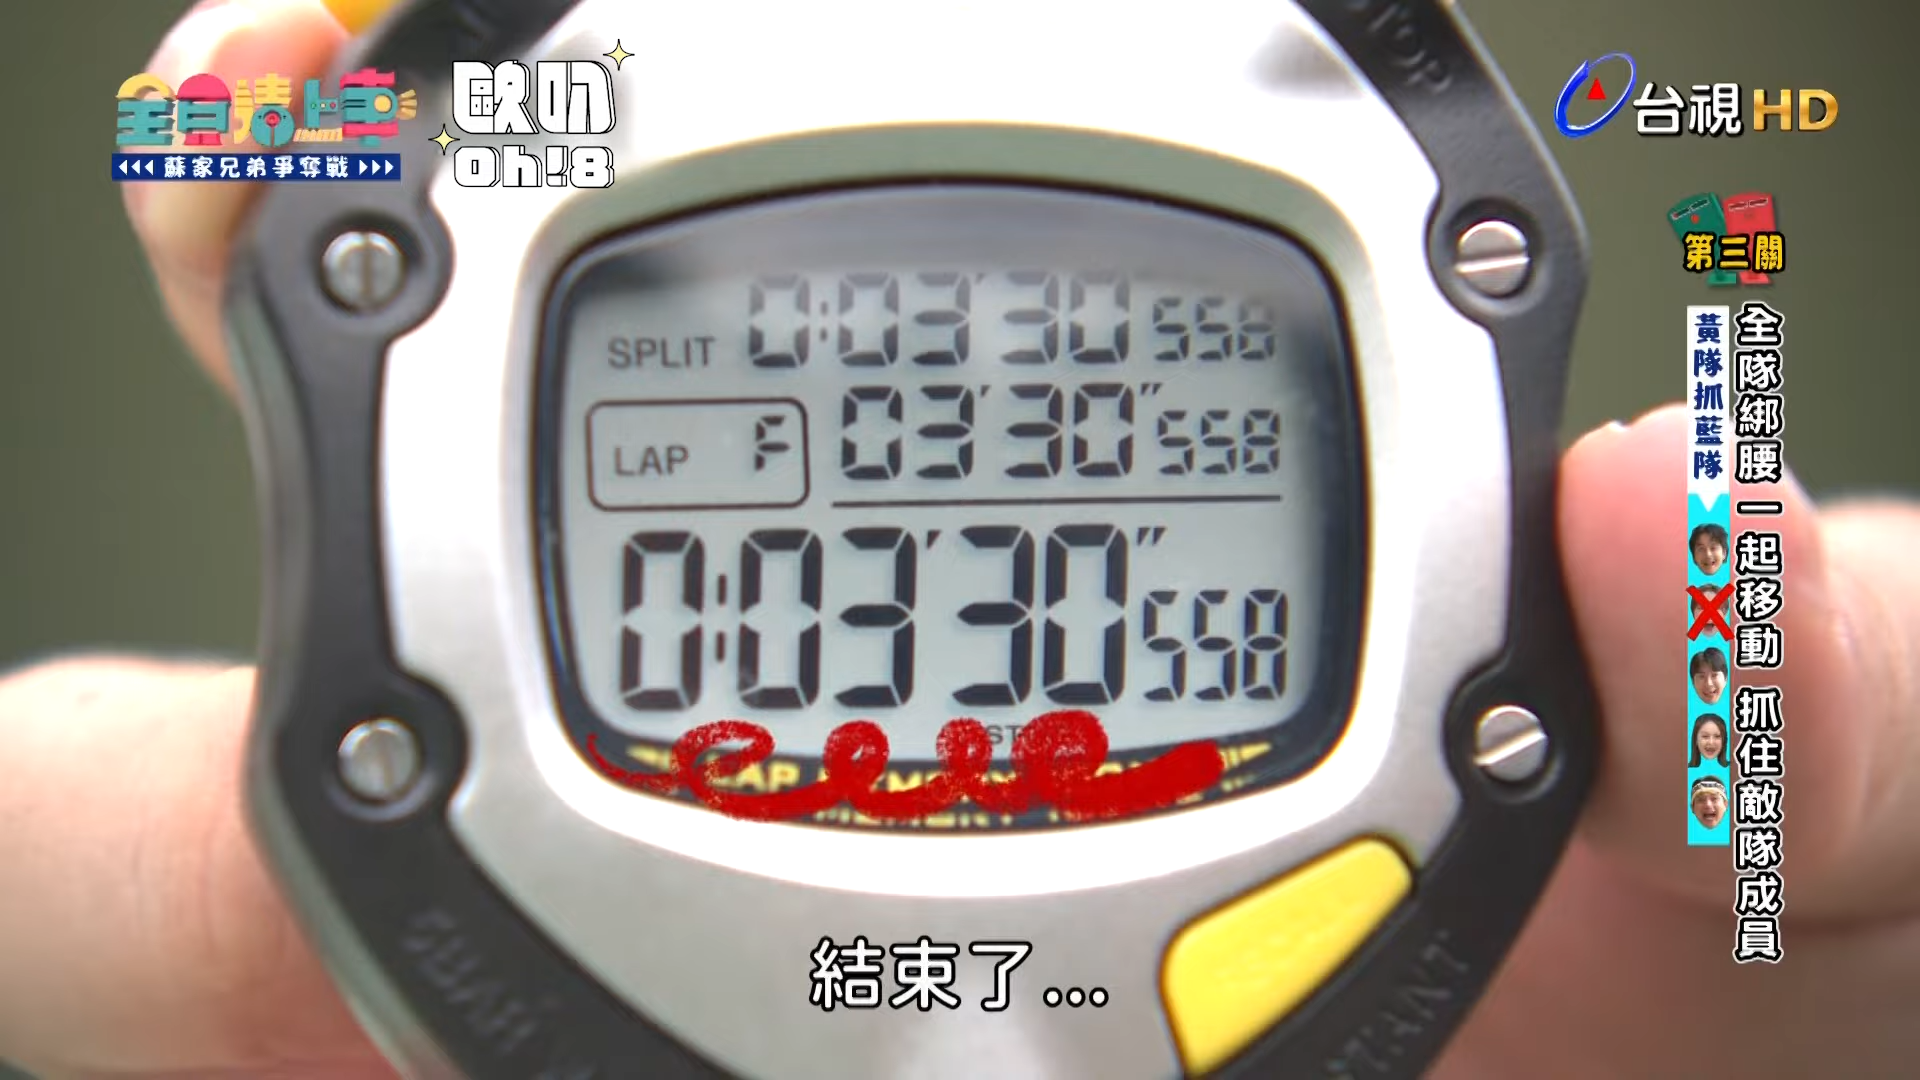 全員請上車
蘇家兄弟爭奪戰
歐叭
Oh!8
台視HD
第三關
黃隊抓藍隊
全隊綁腰一起移動 抓住敵隊成員
STOP
SPLIT 0:03'30 558
LAP F 03'30" 558
0:03'30" 558
結束了...